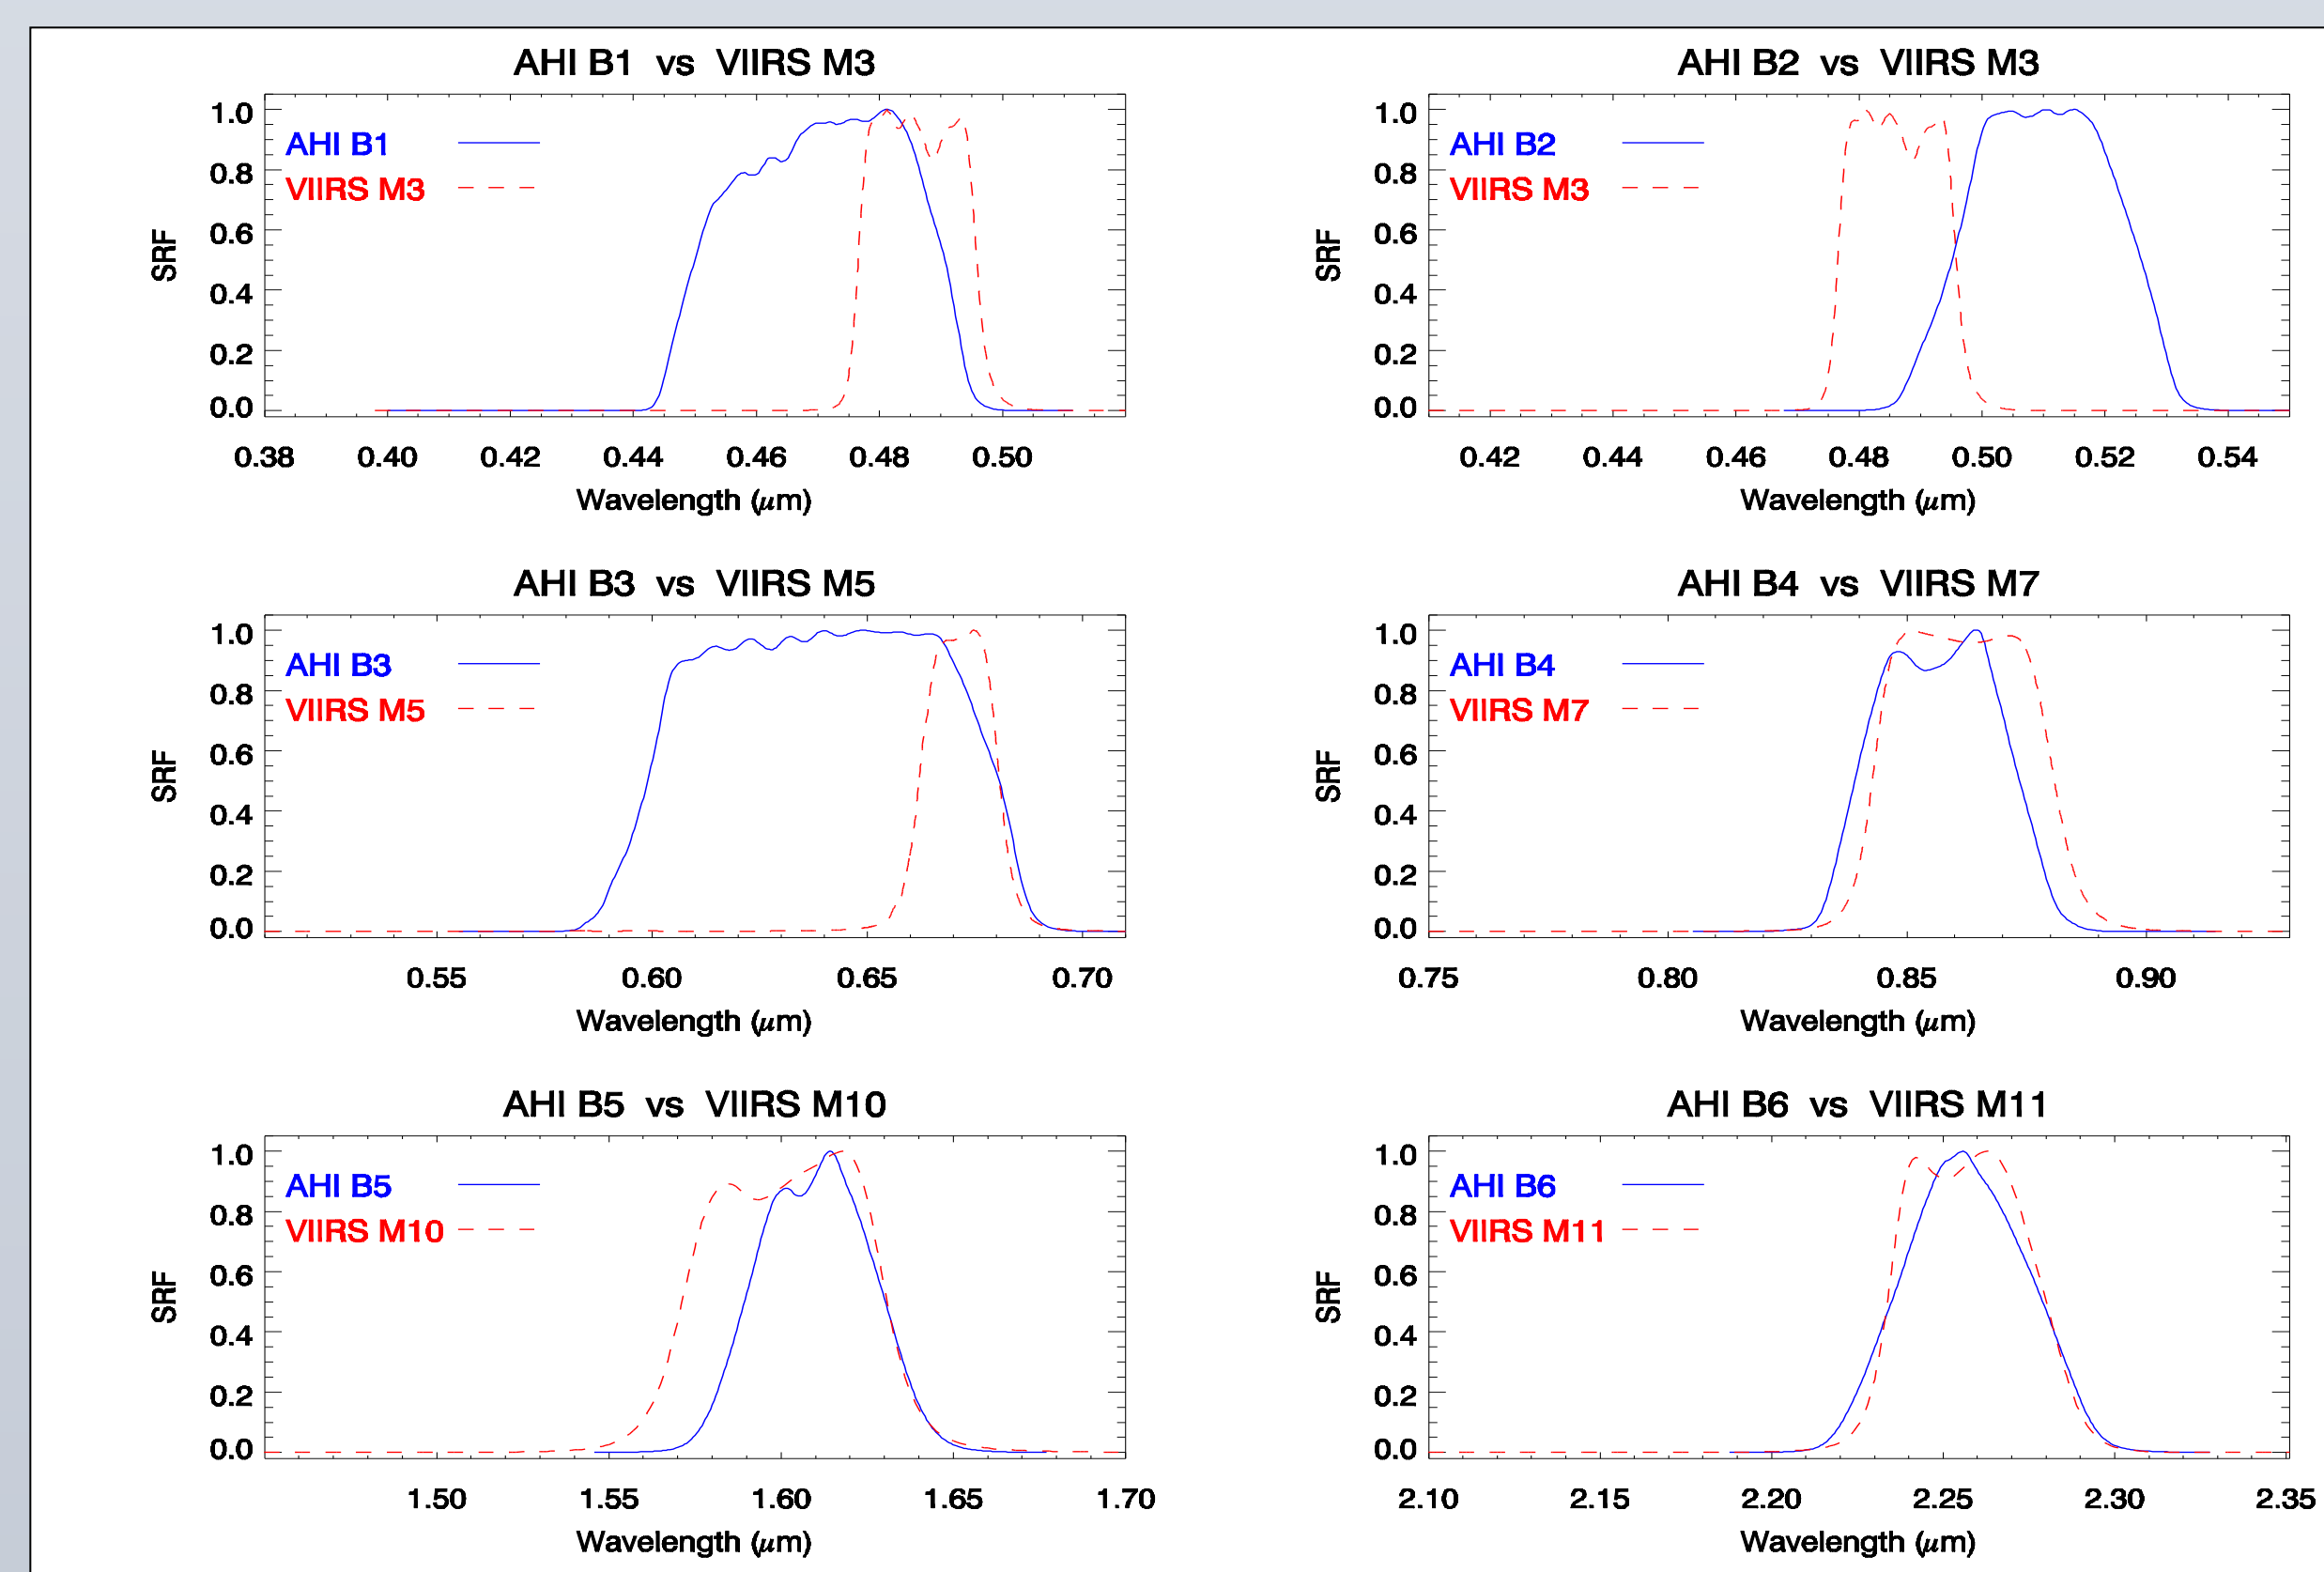 AHI B1 vs VIIRS M3
1.0
0.8
0.6
0.4
0.2
0.0
SRF
AHI B1
VIIRS M3
0.38 0.40 0.42 0.44 0.46 0.48 0.50
Wavelength (μm)
AHI B2 vs VIIRS M3
1.0
0.8
0.6
0.4
0.2
0.0
SRF
AHI B2
VIIRS M3
0.42 0.44 0.46 0.48 0.50 0.52 0.54
Wavelength (μm)
AHI B3 vs VIIRS M5
1.0
0.8
0.6
0.4
0.2
0.0
SRF
AHI B3
VIIRS M5
0.55 0.60 0.65 0.70
Wavelength (μm)
AHI B4 vs VIIRS M7
1.0
0.8
0.6
0.4
0.2
0.0
SRF
AHI B4
VIIRS M7
0.75 0.80 0.85 0.90
Wavelength (μm)
AHI B5 vs VIIRS M10
1.0
0.8
0.6
0.4
0.2
0.0
SRF
AHI B5
VIIRS M10
1.50 1.55 1.60 1.65 1.70
Wavelength (μm)
AHI B6 vs VIIRS M11
1.0
0.8
0.6
0.4
0.2
0.0
SRF
AHI B6
VIIRS M11
2.10 2.15 2.20 2.25 2.30 2.35
Wavelength (μm)